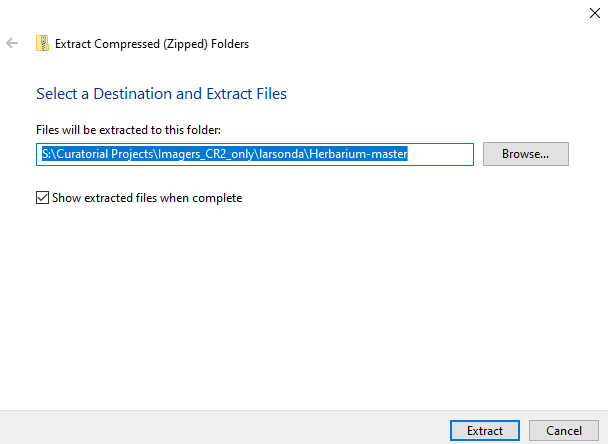 Extract Compressed (Zipped) Folders
Select a Destination and Extract Files
Files will be extracted to this folder:
S:\Curatorial Projects\Imagers_CR2_only\larsonda\Herbarium-master
Browse...
Show extracted files when complete
Extract
Cancel